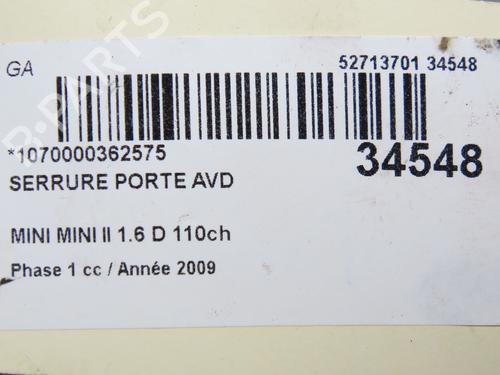 GA
52713701 34548
*1070000362575
34548
SERRURE PORTE AVD
MINI MINI II 1.6 D 110ch
Phase 1 cc / Année 2009
B-PARTS